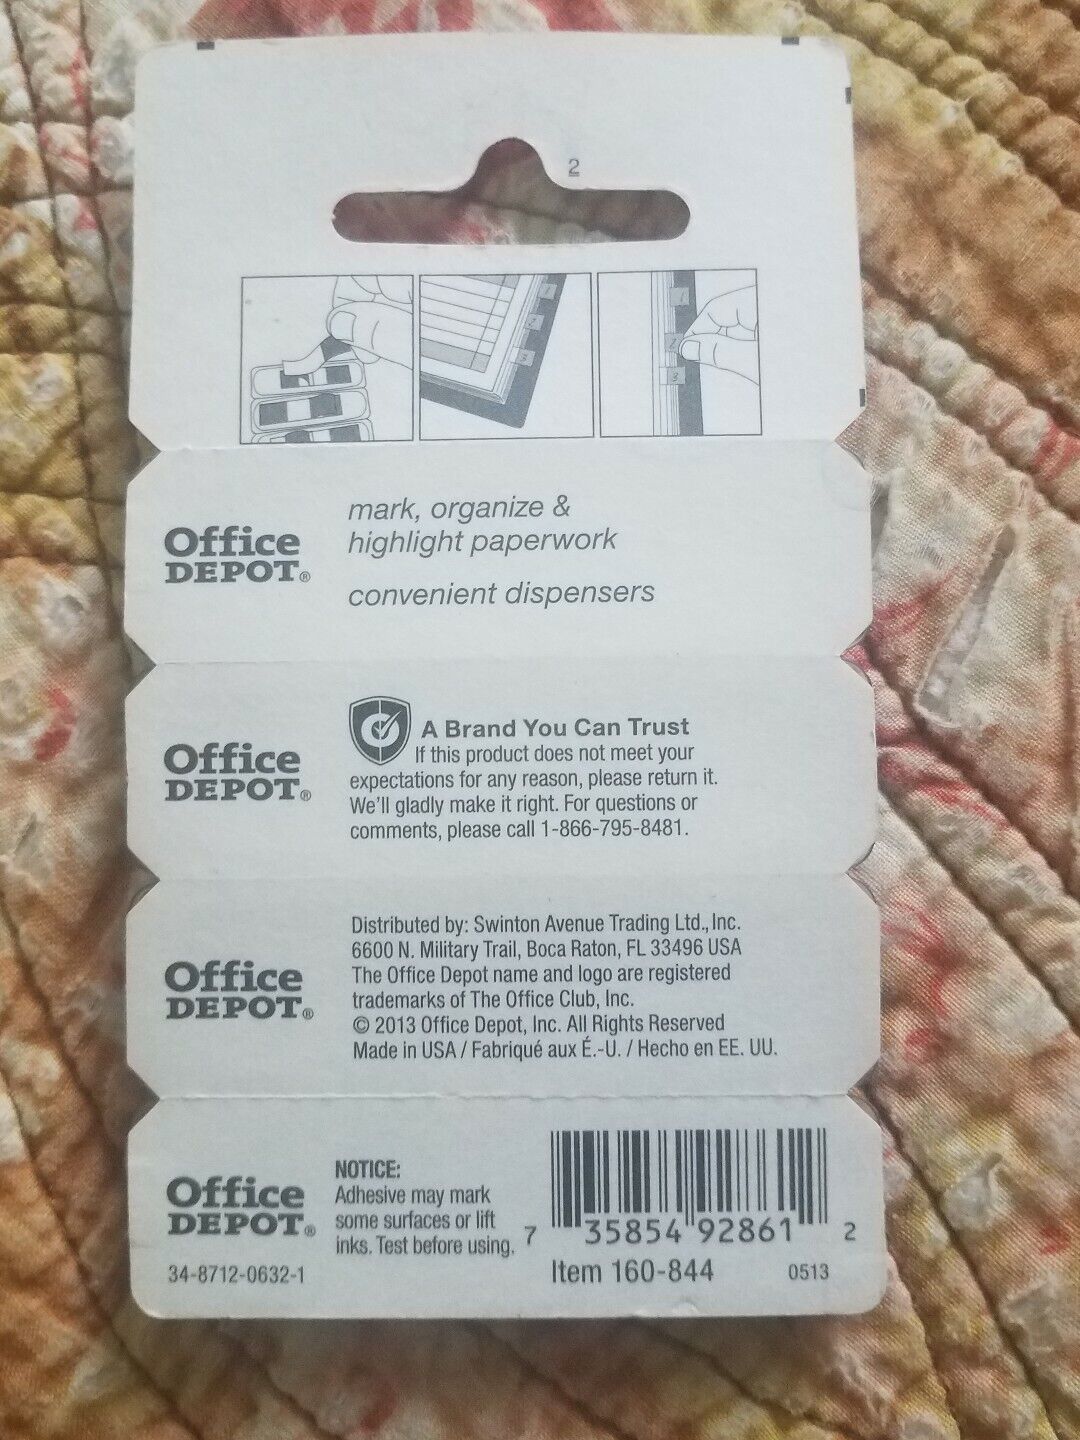 2
1
2
3
1
2
3
Office
DEPOT®
mark, organize &
highlight paperwork
convenient dispensers
Office
DEPOT®
A Brand You Can Trust
If this product does not meet your
expectations for any reason, please return it.
We'll gladly make it right. For questions or
comments, please call 1-866-795-8481.
Office
DEPOT®
Distributed by: Swinton Avenue Trading Ltd., Inc.
6600 N. Military Trail, Boca Raton, FL 33496 USA
The Office Depot name and logo are registered
trademarks of The Office Club, Inc.
© 2013 Office Depot, Inc. All Rights Reserved
Made in USA / Fabriqué aux É.-U. / Hecho en EE. UU.
Office
DEPOT®
34-8712-0632-1
NOTICE:
Adhesive may mark
some surfaces or lift
inks. Test before using.
7 35854 92861 2
Item 160-844 0513